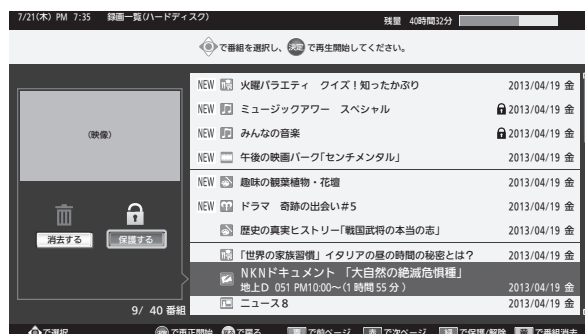 7/21(木) PM 7:35 録画一覧(ハードディスク) 残量 40時間32分
で番組を選択し、決定で再生開始してください。
(映像)
消去する 保護する
9/ 40 番組
NEW 火曜バラエティ クイズ！知ったかぶり 2013/04/19 金
NEW ミュージックアワー スペシャル 2013/04/19 金
NEW みんなの音楽 2013/04/19 金
NEW 午後の映画パーク「センチメンタル」 2013/04/19 金
NEW 趣味の観葉植物・花壇 2013/04/19 金
NEW ドラマ 奇跡の出会い#5 2013/04/19 金
歴史の真実ヒストリー「戦国武将の本当の志」 2013/04/19 金
「世界の家族習慣」イタリアの昼の時間の秘密とは？ 2013/04/19 金
NKNドキュメント 「大自然の絶滅危惧種」
地上D 051 PM10:00〜(1時間55分) 2013/04/19 金
ニュース8 2013/04/19 金
で選択 で再生開始 で戻る 青 で前ページ 赤 で次ページ 緑 で保護/解除 で番組消去